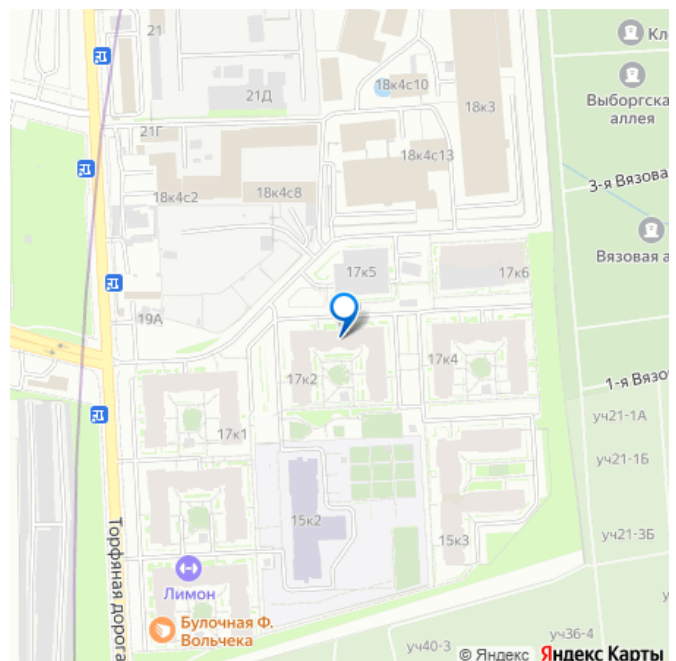 21
Кл
18к4с10
21Д
18к3
Выборгска
аллея
21Г
18к4с13
3-я Вязова
18к4с2
18к4с8
Вязовая а
17к5
17к6
19А
17к4
17к2
1-я Вязо
уч21-1А
17к1
уч21-1Б
15к2
15к3
уч21-3Б
Торфяная дорога
Лимон
у
Булочная Ф.
Вольчека
уч36-4
уч40-3
© Яндекс Яндекс Карты